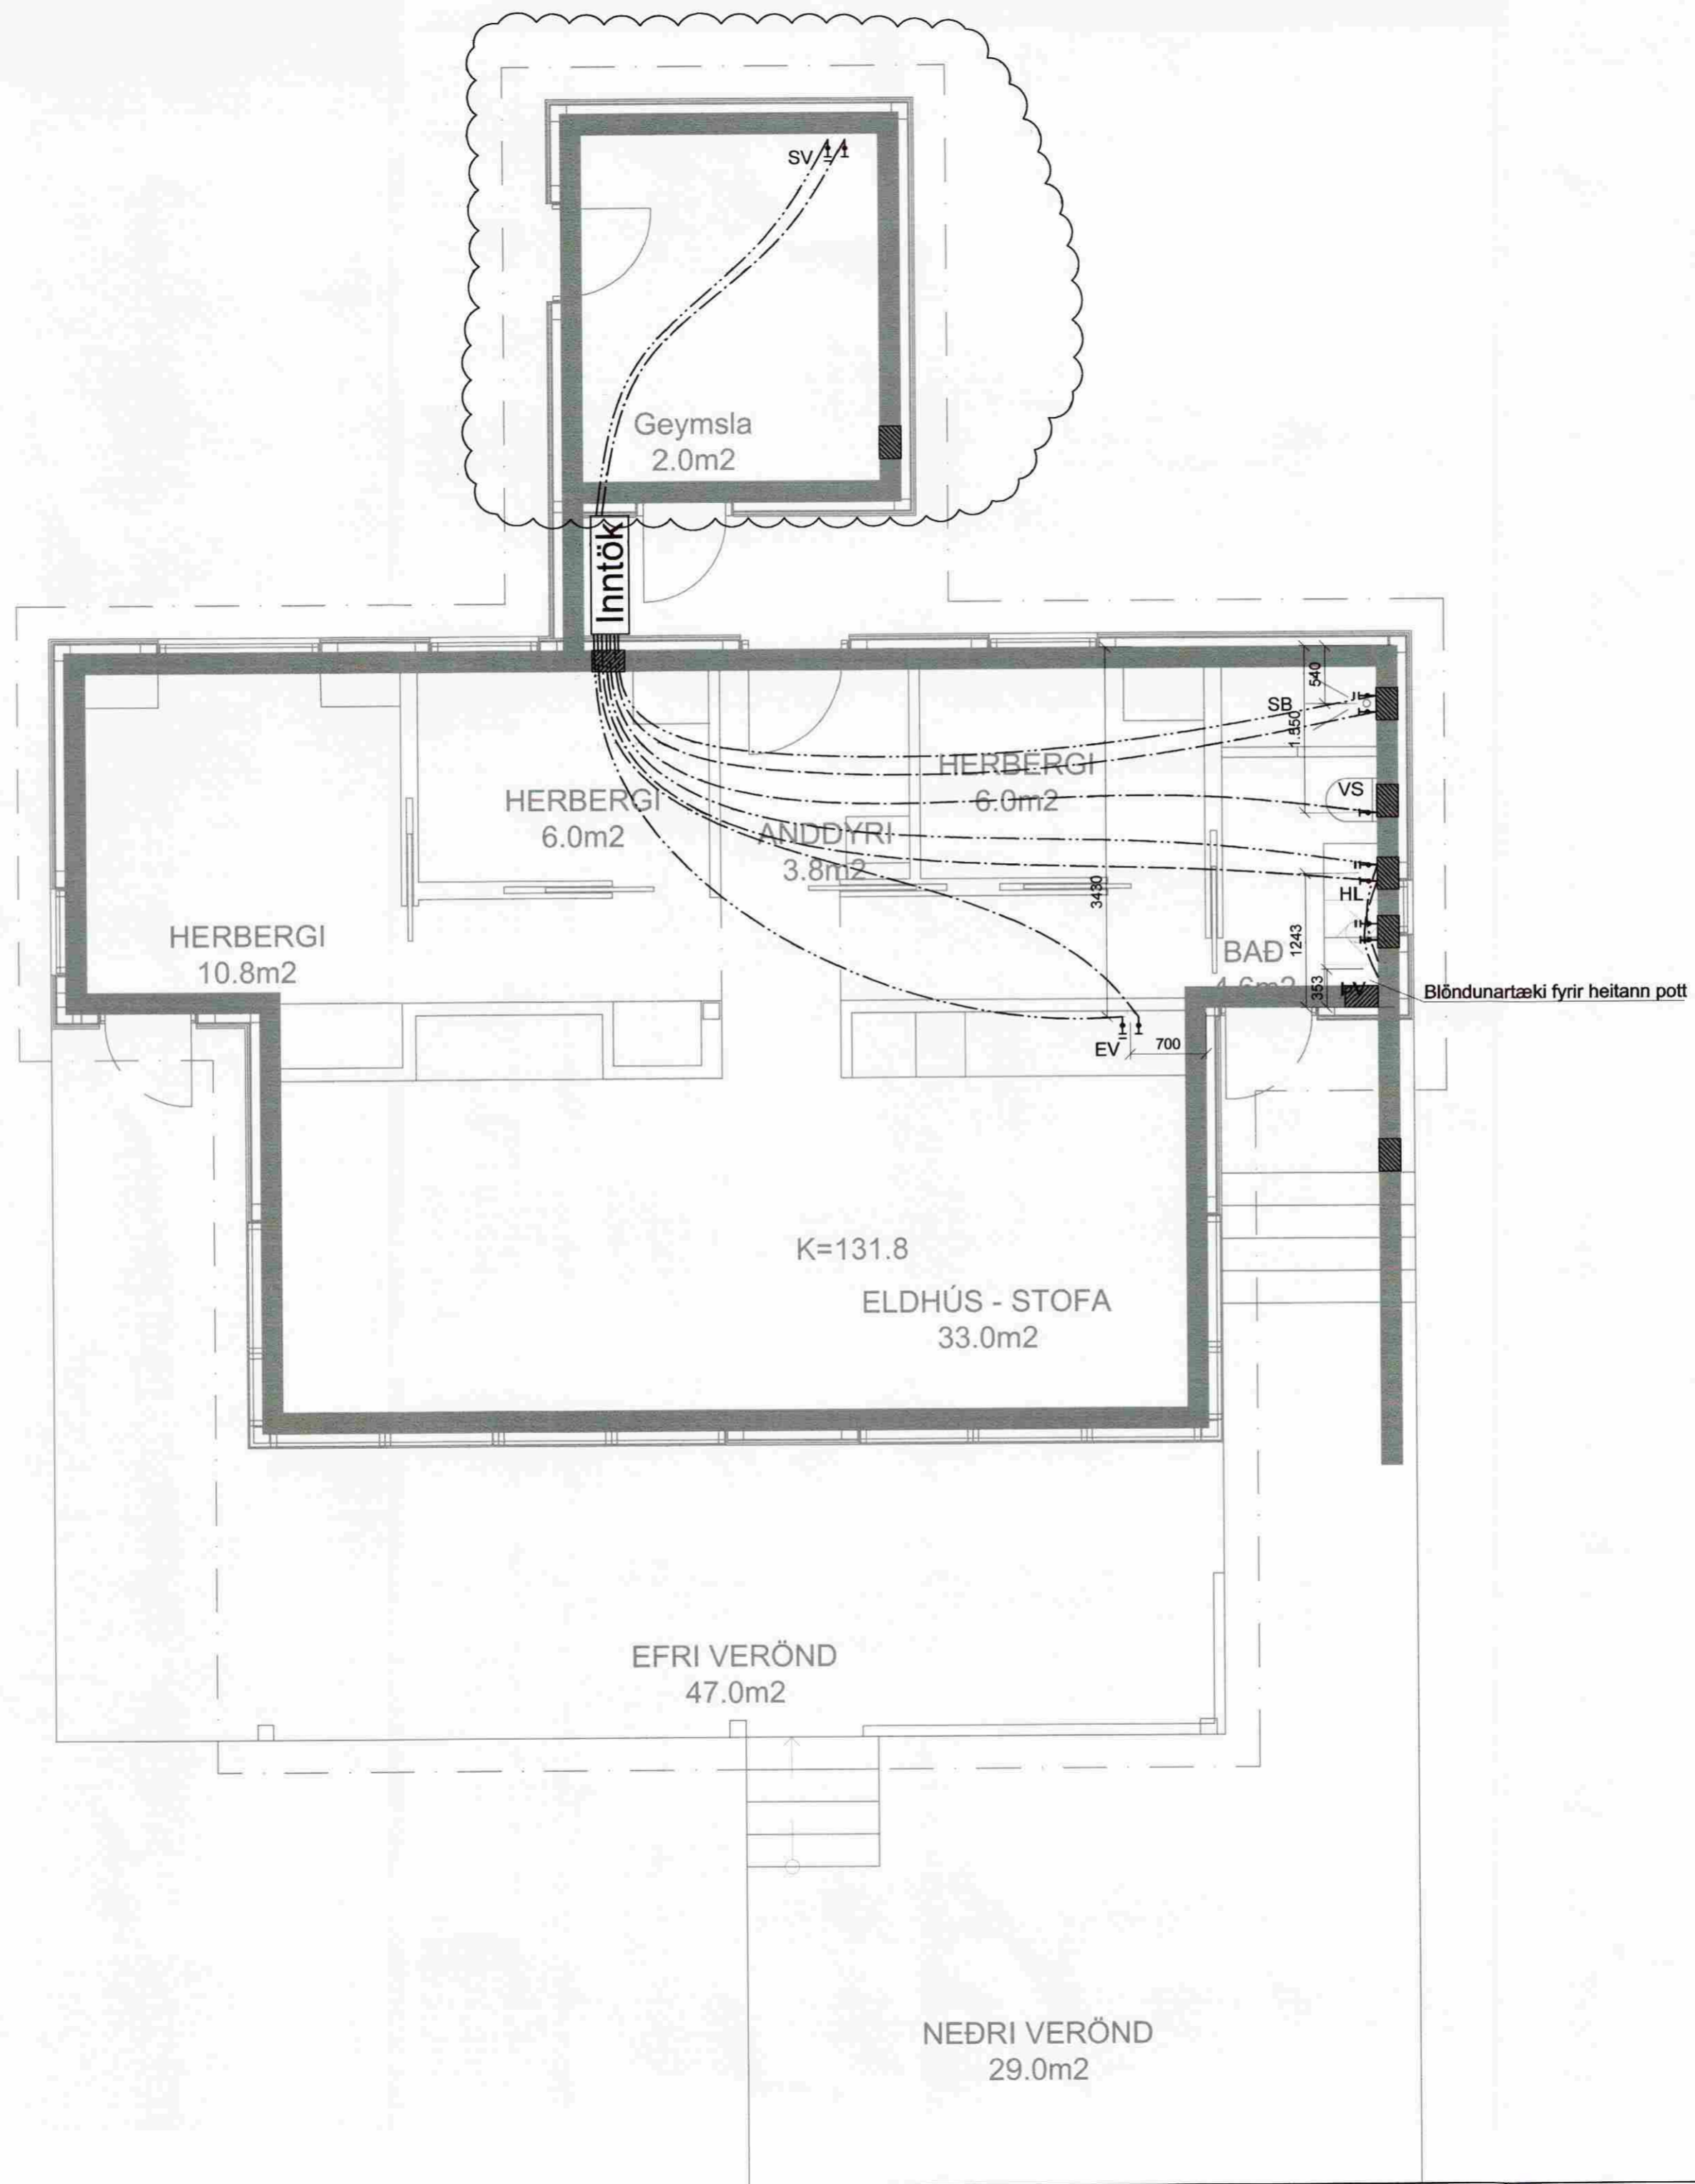 SV
Geymsla
2.0m2
Inntök
540
SB
1.550
HERBERGI
6.0m2
VS
HERBERGI
6.0m2
ANDDYRI
3.8m2
3430
HL
HERBERGI
10.8m2
1243
BAÐ
4.6m2
353
Blöndunartæki fyrir heitann pott
EV
700
K=131.8
ELDHÚS - STOFA
33.0m2
EFRI VERÖND
47.0m2
NEÐRI VERÖND
29.0m2